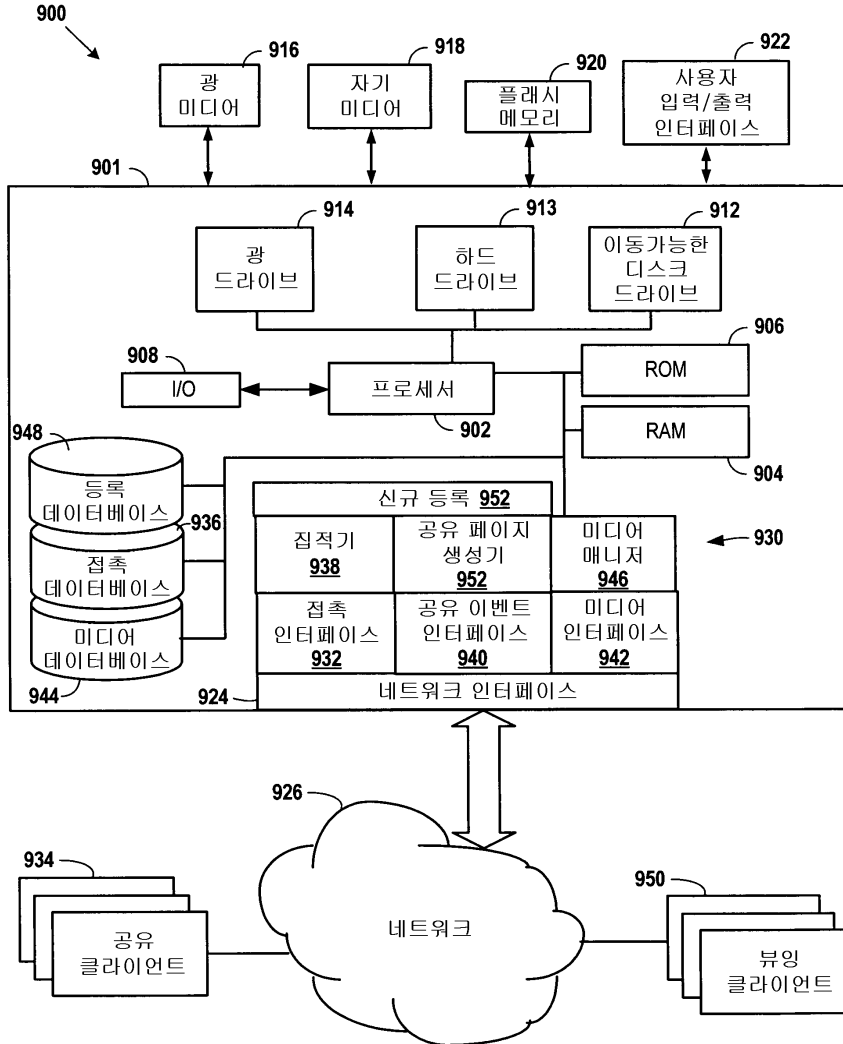 900
916
918
920
922
광
미디어
자기
미디어
플래시
메모리
사용자
입력/출력
인터페이스
901
914
913
912
광
드라이브
하드
드라이브
이동가능한
디스크
드라이브
908
906
I/O
프로세서
ROM
902
948
RAM
904
등록
데이터베이스
936
신규 등록 952
접촉
데이터베이스
집적기
938
공유 페이지
생성기
952
미디어
매니저
946
930
미디어
데이터베이스
접촉
인터페이스
932
공유 이벤트
인터페이스
940
미디어
인터페이스
942
944
924
네트워크 인터페이스
926
934
950
네트워크
공유
클라이언트
뷰잉
클라이언트